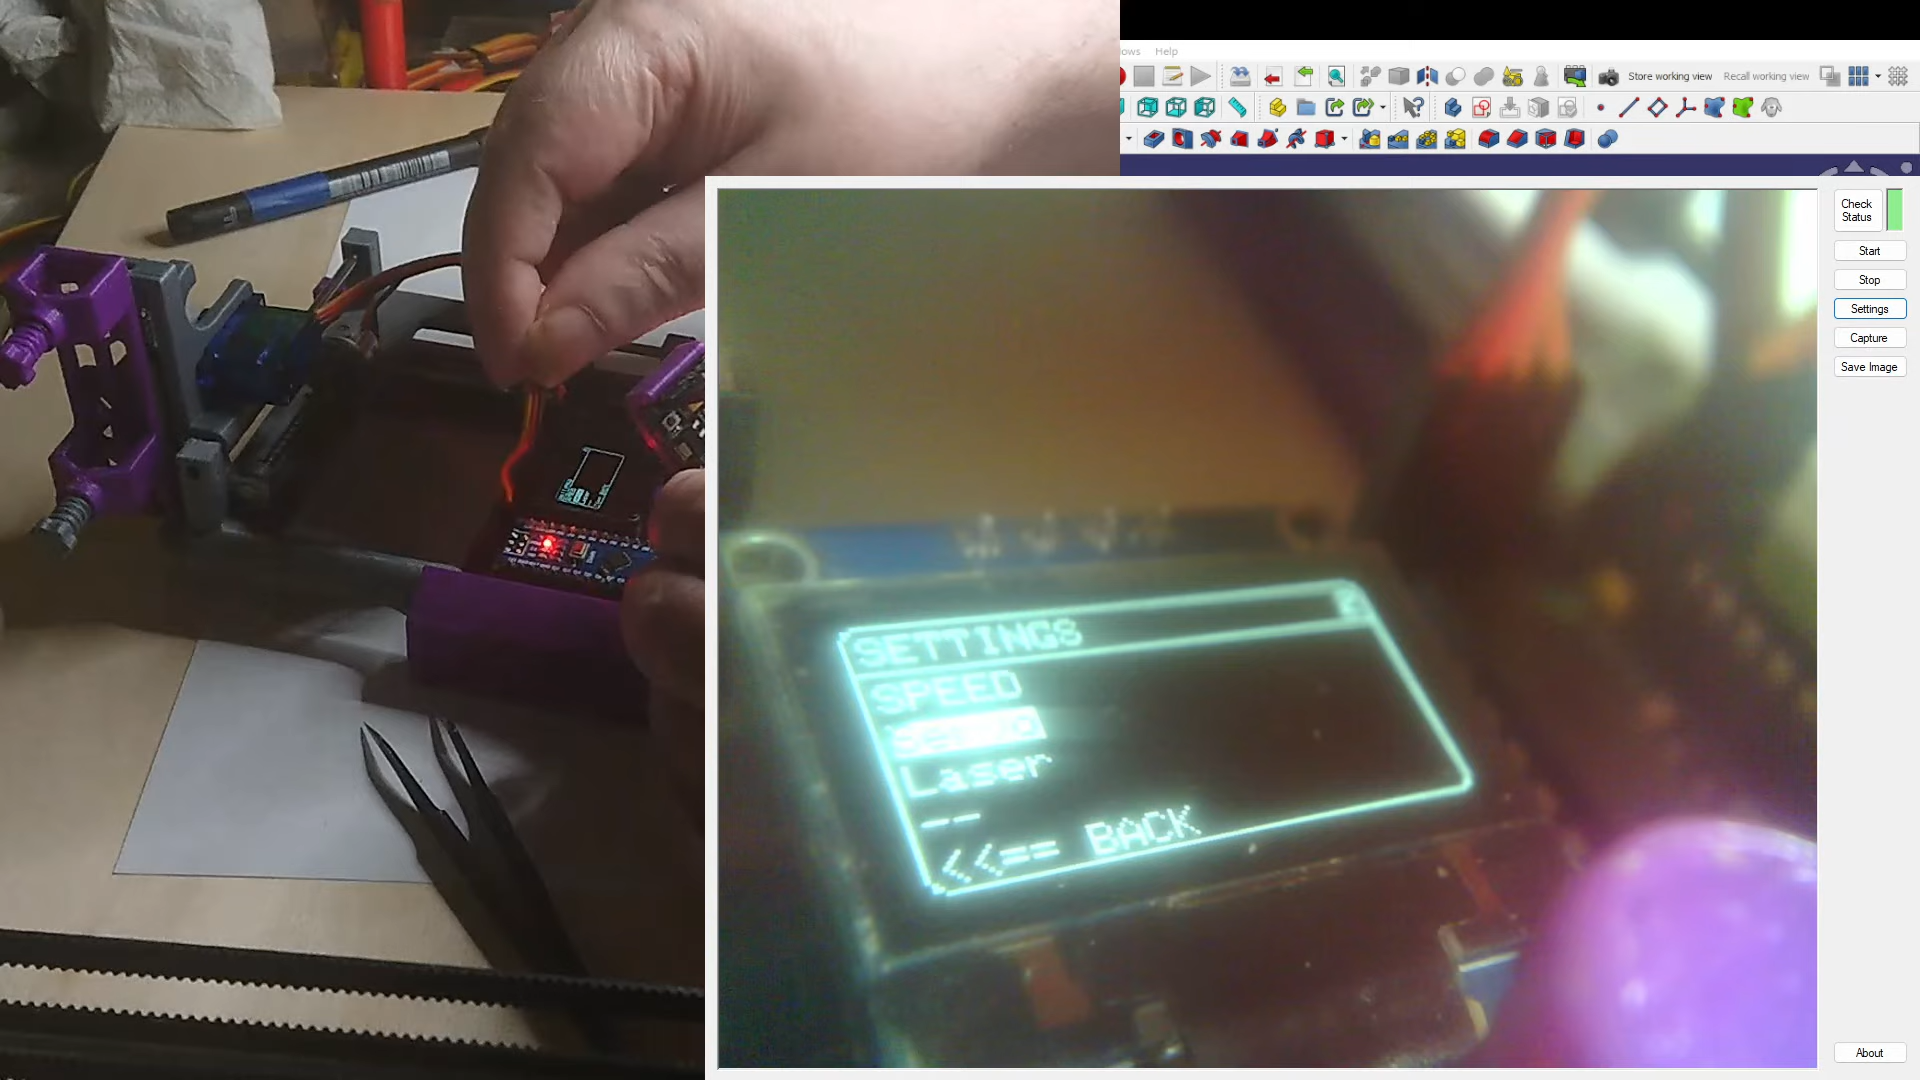 Help
Store working view
Recall working view
Check
Status
Start
Stop
Settings
Capture
Save Image
SETTINGS
SPEED
Laser
--
<<== BACK
About